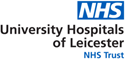 NHS
University Hospitals
of Leicester
NHS Trust